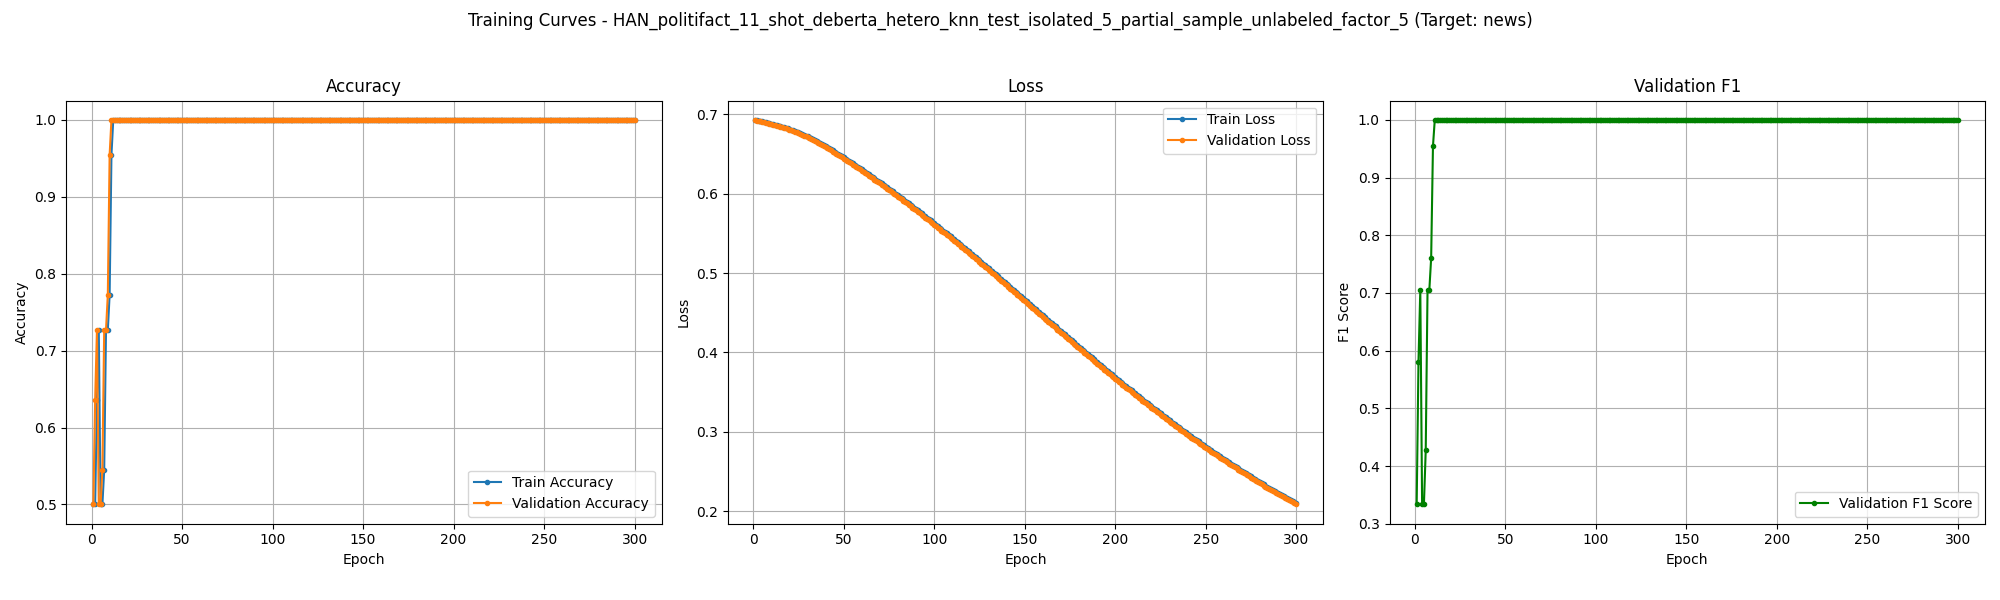 Training Curves - HAN_politifact_11_shot_deberta_hetero_knn_test_isolated_5_partial_sample_unlabeled_factor_5 (Target: news)
Accuracy
Accuracy
1.0
0.9
0.8
0.7
0.6
0.5
Train Accuracy
Validation Accuracy
0 50 100 150 200 250 300
Epoch
Loss
Loss
0.7
0.6
0.5
0.4
0.3
0.2
Train Loss
Validation Loss
0 50 100 150 200 250 300
Epoch
Validation F1
F1 Score
1.0
0.9
0.8
0.7
0.6
0.5
0.4
0.3
Validation F1 Score
0 50 100 150 200 250 300
Epoch